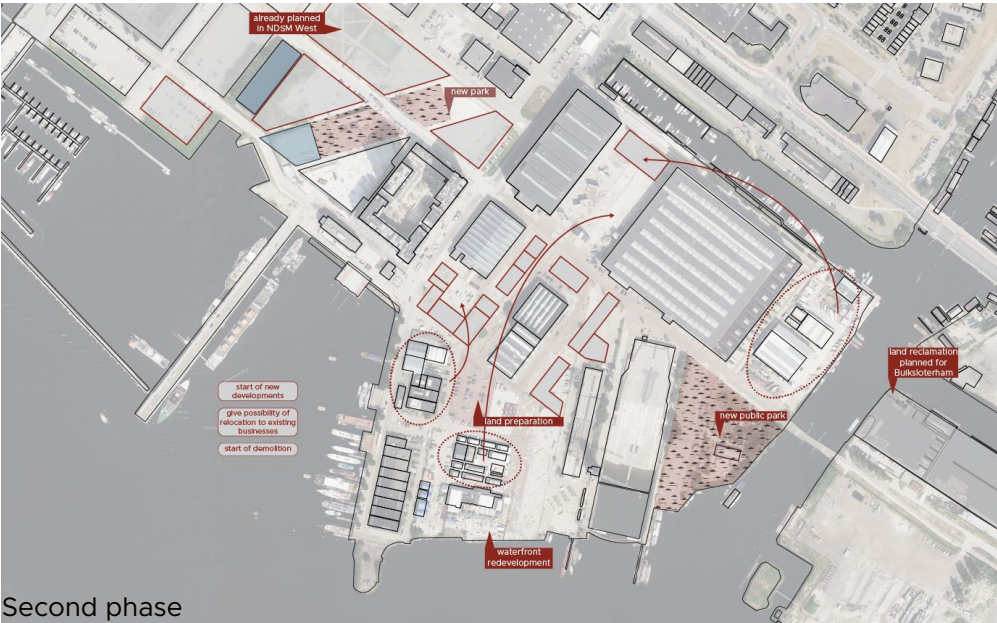 already planned
in NDSM West
new park
land reclamation
planned for
Buiksloterham
start of new
developments
give possibility of
relocation to existing
businesses
start of demolition
land preparation
new public park
waterfront
redevelopment
Second phase